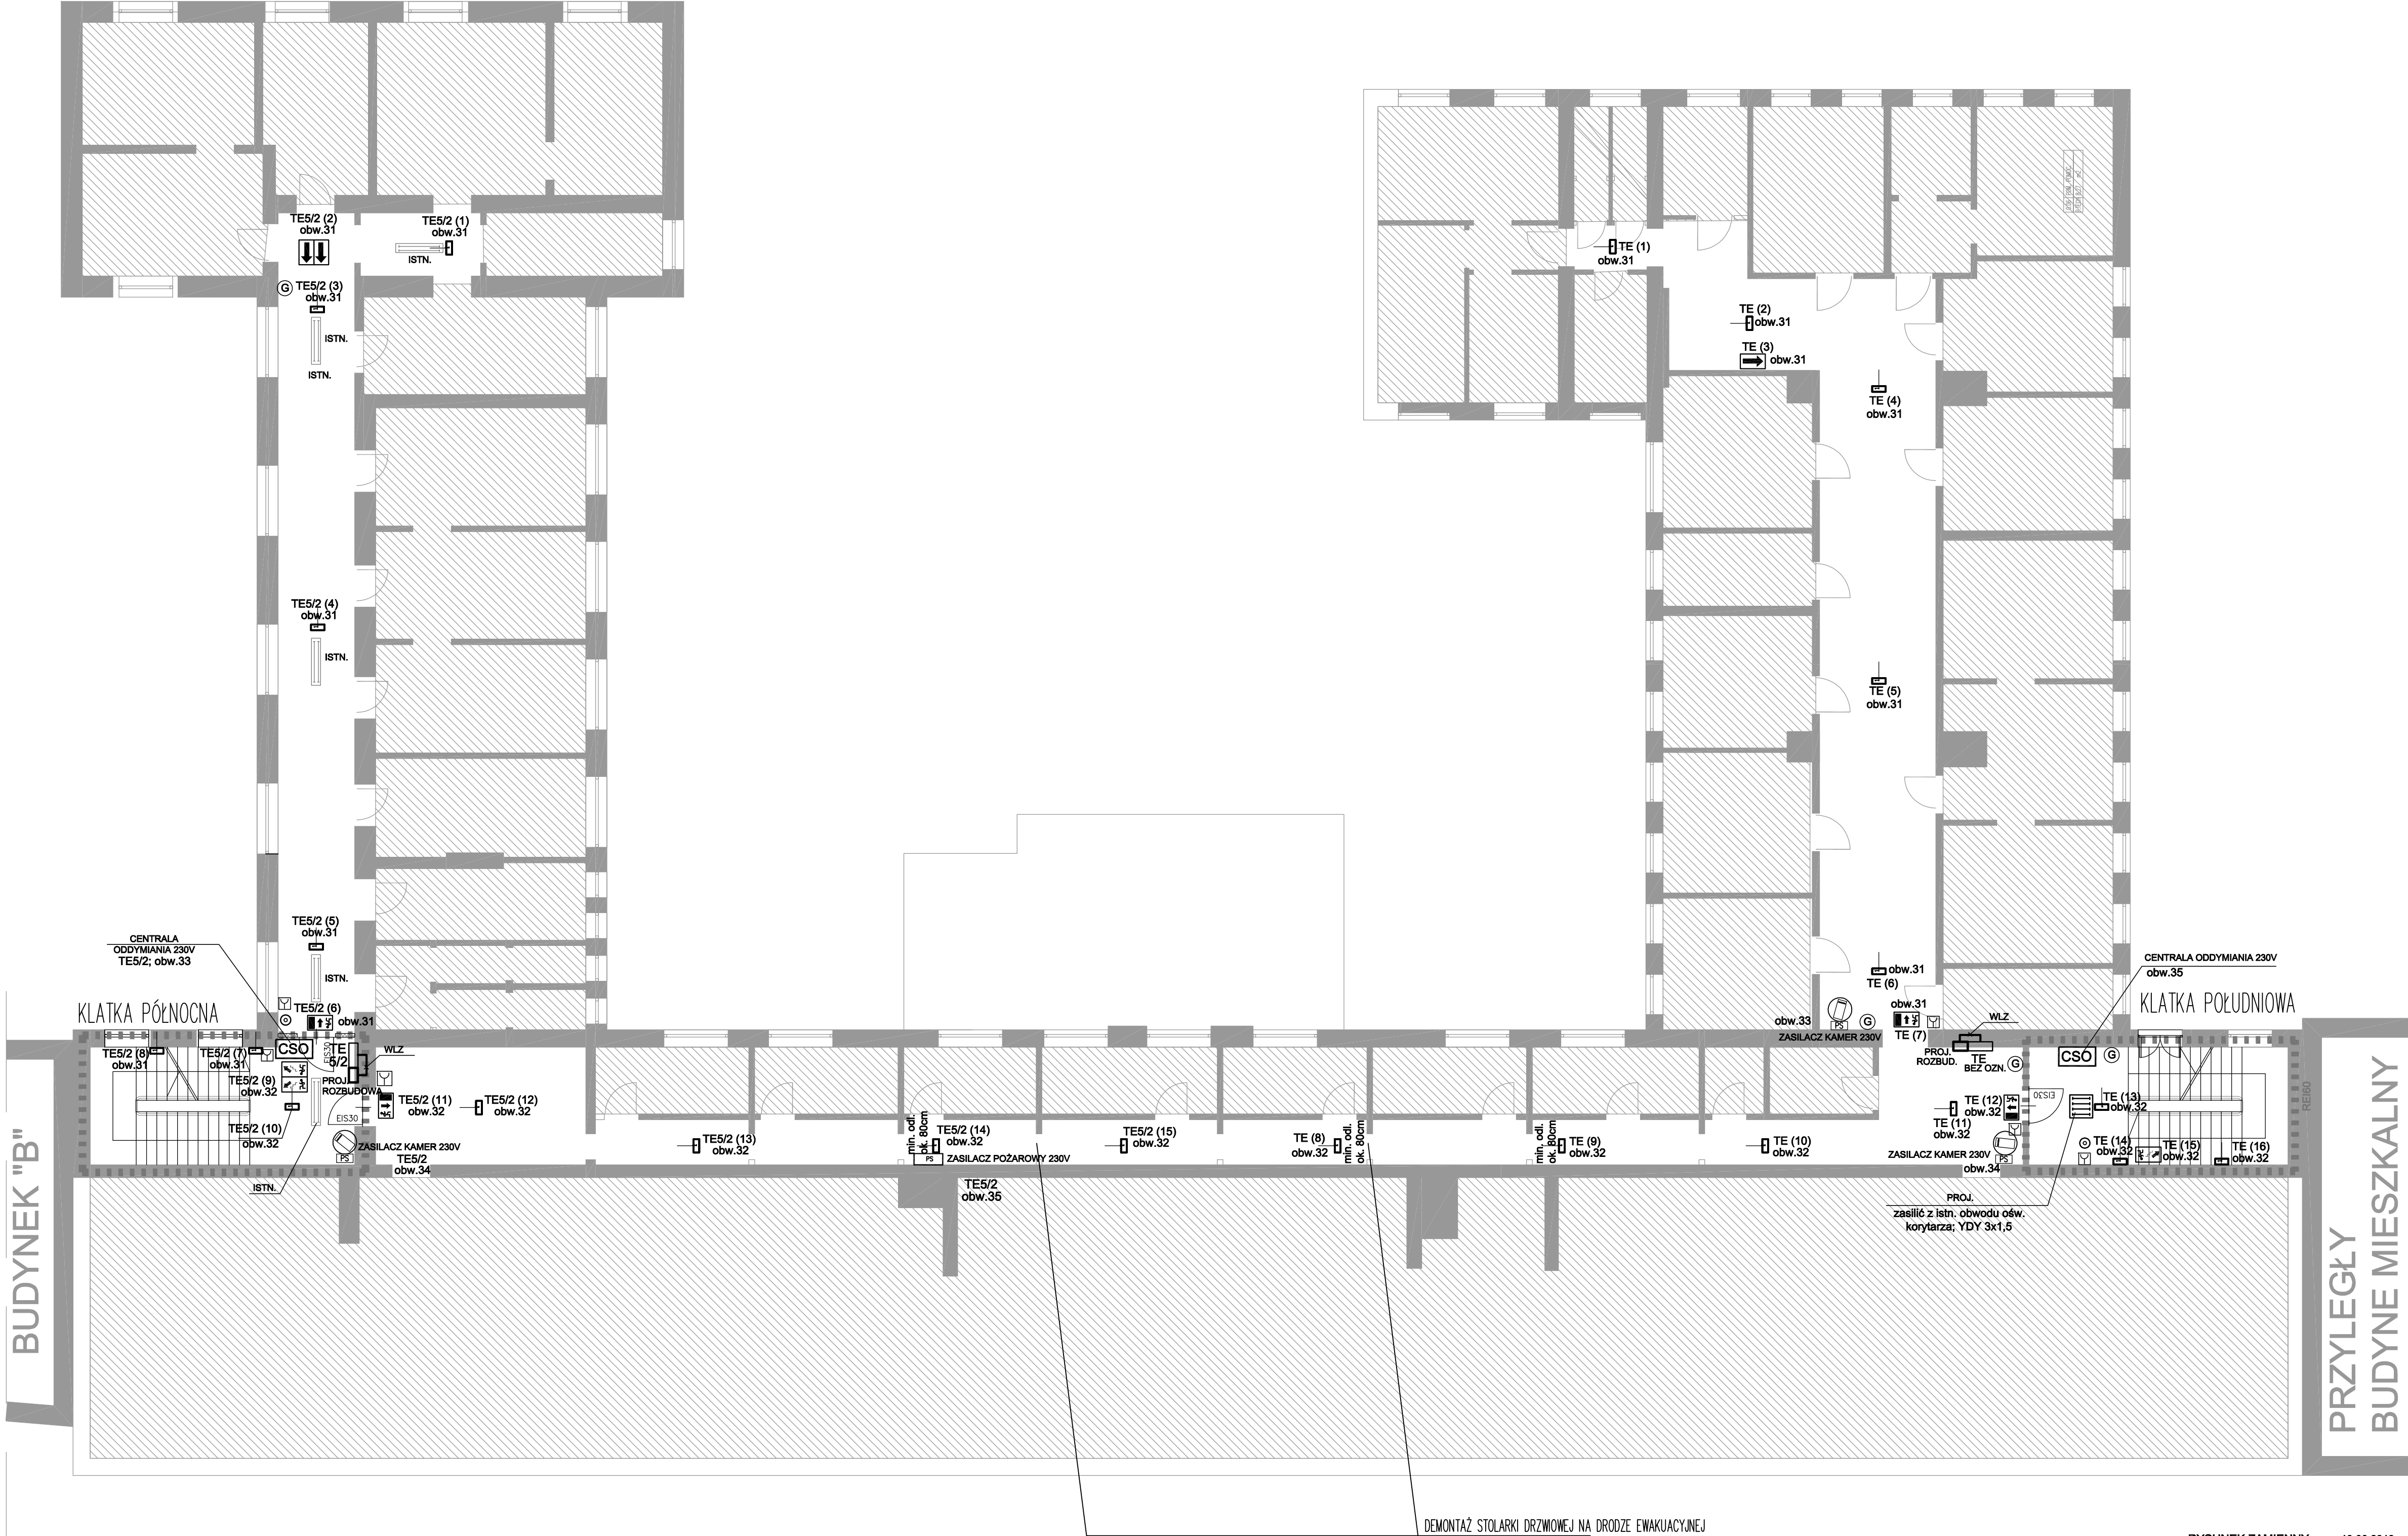 TE5/2 (2)
obw.31
TE5/2 (1)
obw.31
ISTN.
G
TE5/2 (3)
obw.31
ISTN.
ISTN.
TE (1)
obw.31
TE (2)
obw.31
TE (3)
obw.31
TE (4)
obw.31
TE5/2 (4)
obw.31
ISTN.
TE (5)
obw.31
TE5/2 (5)
obw.31
ISTN.
CENTRALA
ODDYMIANIA 230V
TE5/2; obw.33
KLATKA PÓŁNOCNA
TE5/2 (6)
obw.31
TE5/2 (8)
obw.31
TE5/2 (7)
obw.31
CSO
EIS30
TE
5/2
WLZ
TE5/2 (9)
obw.32
PROJ.
ROZBUDOWA
EIS30
TE5/2 (10)
obw.32
ISTN.
TE5/2 (11)
obw.32
TE5/2 (12)
obw.32
PS
ZASILACZ KAMER 230V
TE5/2
obw.34
TE5/2 (13)
obw.32
min. odl.
ok. 80cm
TE5/2 (14)
obw.32
PS
ZASILACZ POŻAROWY 230V
TE5/2
obw.35
TE5/2 (15)
obw.32
TE (8)
obw.32
min. odl.
ok. 80cm
min. odl.
ok. 80cm
TE (9)
obw.32
TE (10)
obw.32
obw.31
TE (6)
obw.33
PS
G
ZASILACZ KAMER 230V
obw.31
TE (7)
WLZ
PROJ.
ROZBUD.
TE
BEZ OZN.
G
CENTRALA ODDYMIANIA 230V
obw.35
KLATKA POŁUDNIOWA
CSO
G
EIS30
REI60
TE (12)
obw.32
TE (11)
obw.32
ZASILACZ KAMER 230V
PS
obw.34
TE (13)
obw.32
TE (14)
obw.32
TE (15)
obw.32
TE (16)
obw.32
PROJ.
zasilić z istn. obwodu ośw.
korytarza; YDY 3x1,5
BUDYNEK "B"
PRZYLEGŁY
BUDYNE MIESZKALNY
DEMONTAŻ STOLARKI DRZWIOWEJ NA DRODZE EWAKUACYJNEJ